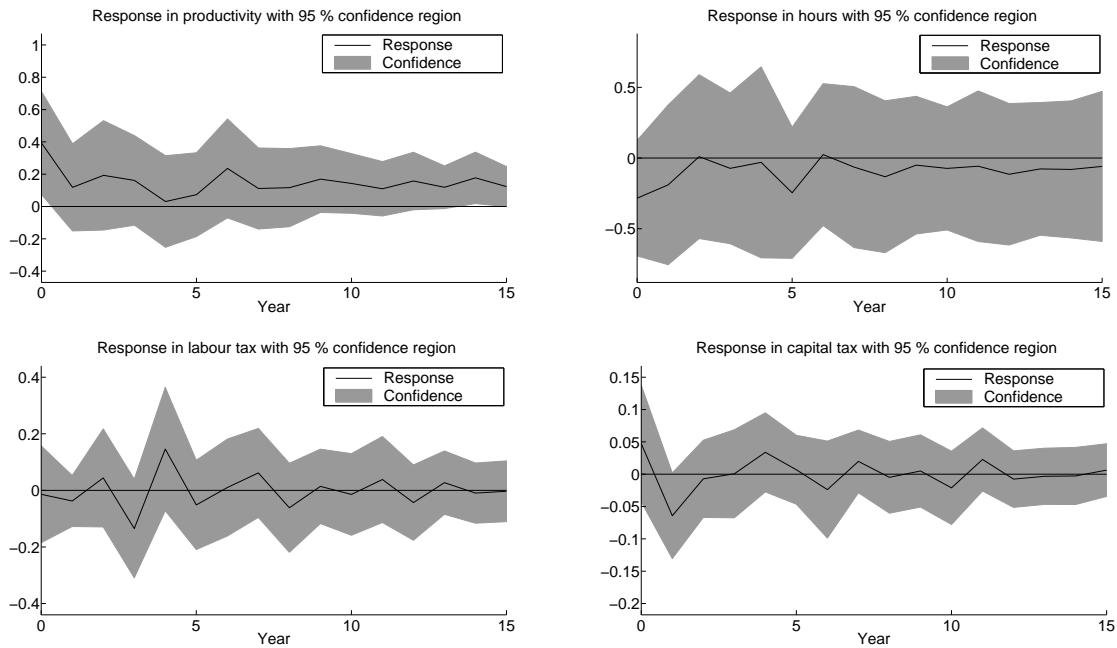 Response in productivity with 95 % confidence region
1
0.8
0.6
0.4
0.2
0
−0.2
−0.4
0 5 10 15
Year
Response
Confidence
Response in hours with 95 % confidence region
0.5
0
−0.5
0 5 10 15
Year
Response
Confidence
Response in labour tax with 95 % confidence region
0.4
0.2
0
−0.2
−0.4
0 5 10 15
Year
Response
Confidence
Response in capital tax with 95 % confidence region
0.15
0.1
0.05
0
−0.05
−0.1
−0.15
−0.2
0 5 10 15
Year
Response
Confidence